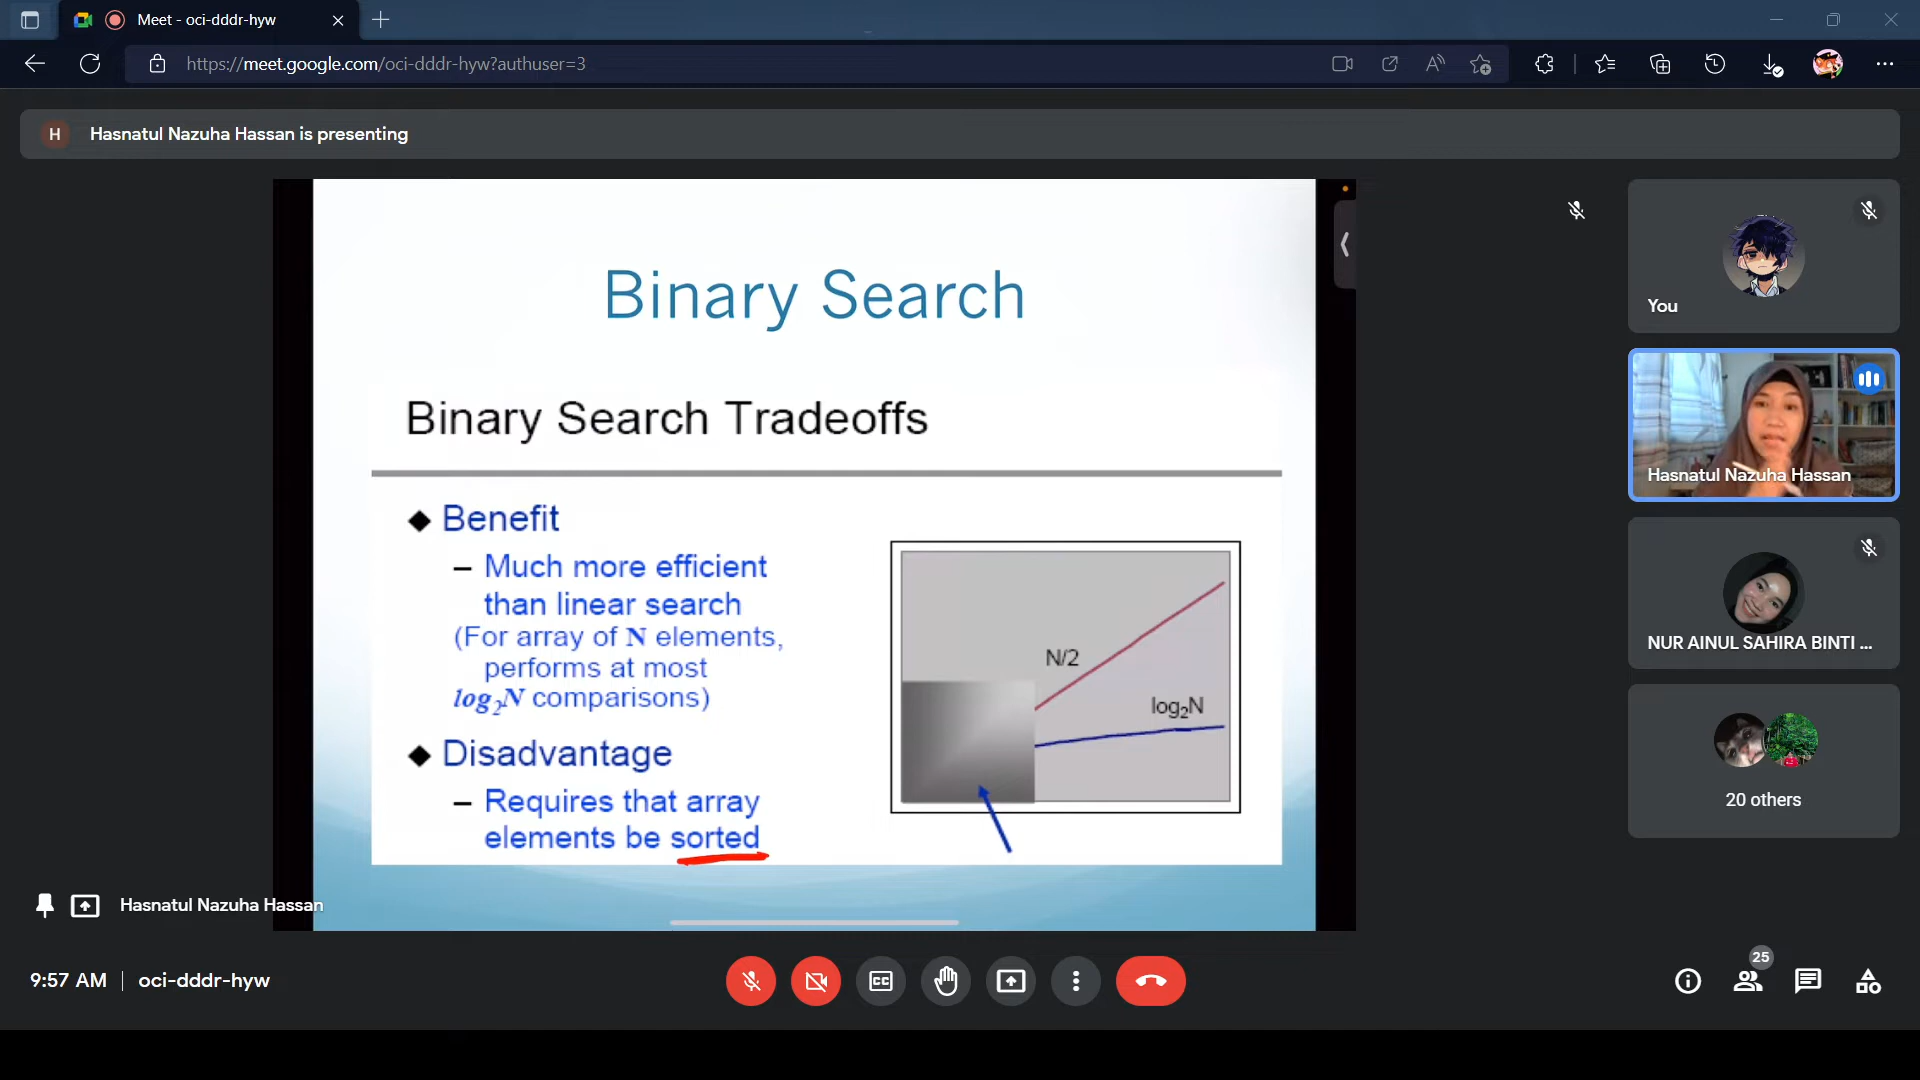 Meet - oci-dddr-hyw
https://meet.google.com/oci-dddr-hyw?authuser=3
H
Hasnatul Nazuha Hassan is presenting
Binary Search
Binary Search Tradeoffs
Benefit
– Much more efficient
than linear search
(For array of N elements,
performs at most
log2N comparisons)
Disadvantage
– Requires that array
elements be sorted
N/2
log2N
You
Hasnatul Nazuha Hassan
NUR AINUL SAHIRA BINTI ...
20 others
Hasnatul Nazuha Hassan
9:57 AM | oci-dddr-hyw
CC
25